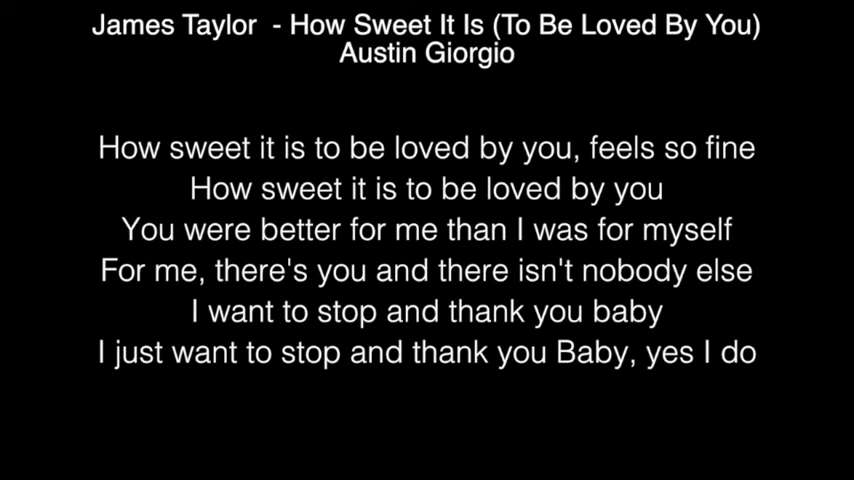 James Taylor - How Sweet It Is (To Be Loved By You)
Austin Giorgio
How sweet it is to be loved by you, feels so fine
How sweet it is to be loved by you
You were better for me than I was for myself
For me, there's you and there isn't nobody else
I want to stop and thank you baby
I just want to stop and thank you Baby, yes I do